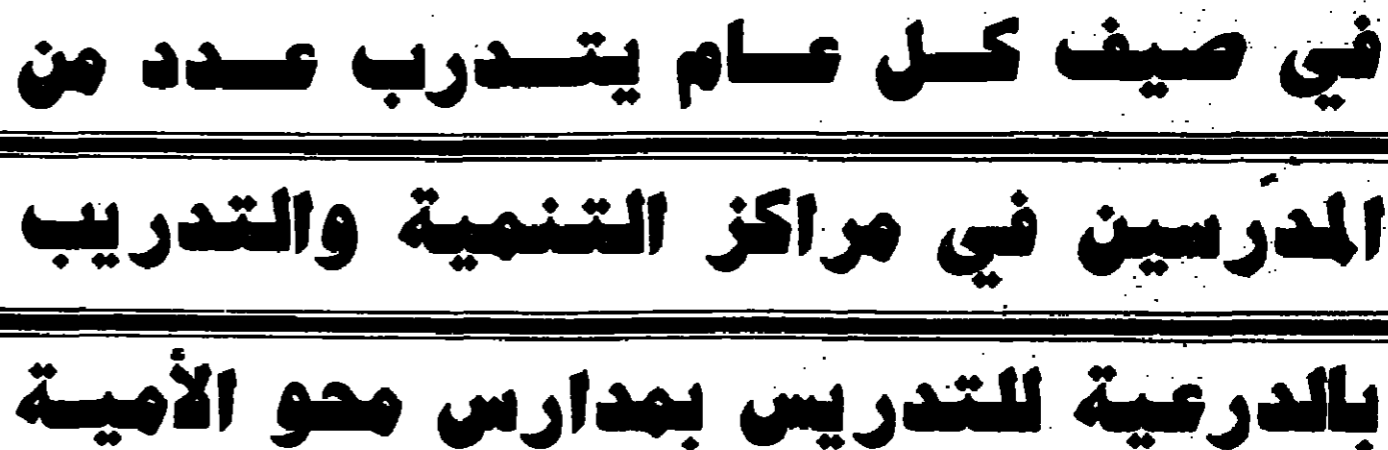 في صيف كل عام يتدرب عدد من
المدرسين في مراكز التنمية والتدريب
بالدرعية للتدريس بمدارس محو الأمية